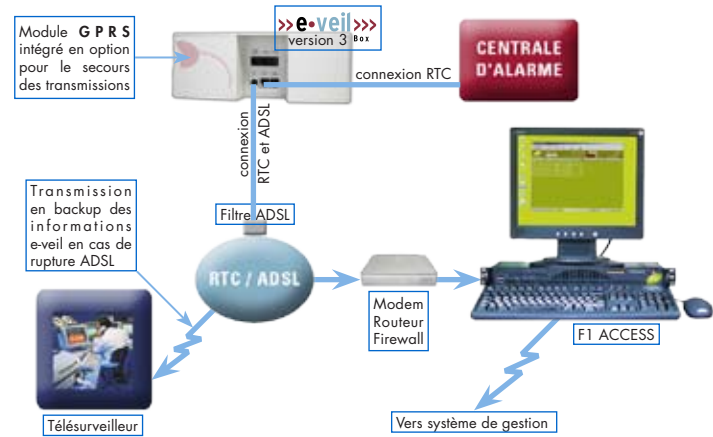 Module GPRS
intégré en option
pour le secours
des transmissions
»e•veil»»
Box
version 3
connexion RTC
CENTRALE
D'ALARME
connexion
RTC et ADSL
Transmission
en backup des
informations
e-veil en cas de
rupture ADSL
Filtre ADSL
RTC / ADSL
Modem
Routeur
Firewall
F1 ACCESS
Télésurveilleur
Vers système de gestion